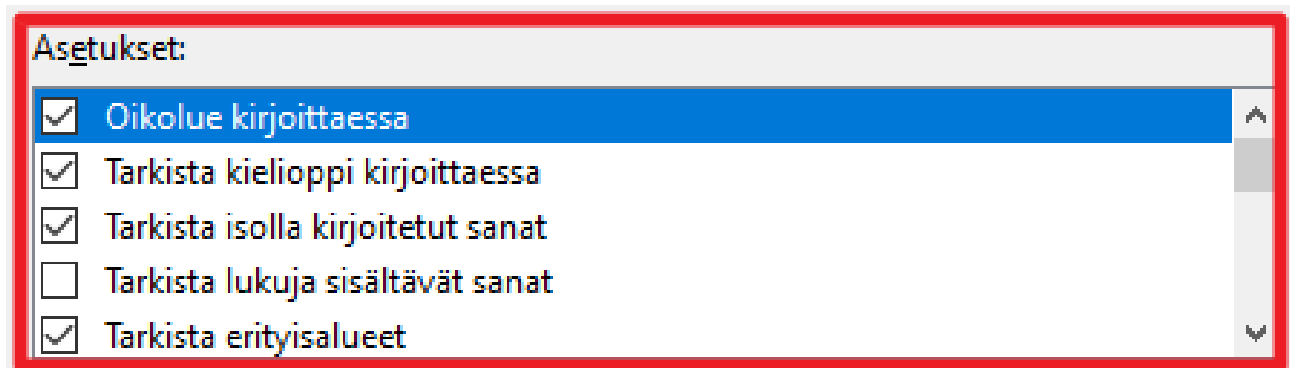 Asetukset:
Oikolue kirjoittaessa
Tarkista kielioppi kirjoittaessa
Tarkista isolla kirjoitetut sanat
Tarkista lukuja sisältävät sanat
Tarkista erityisalueet